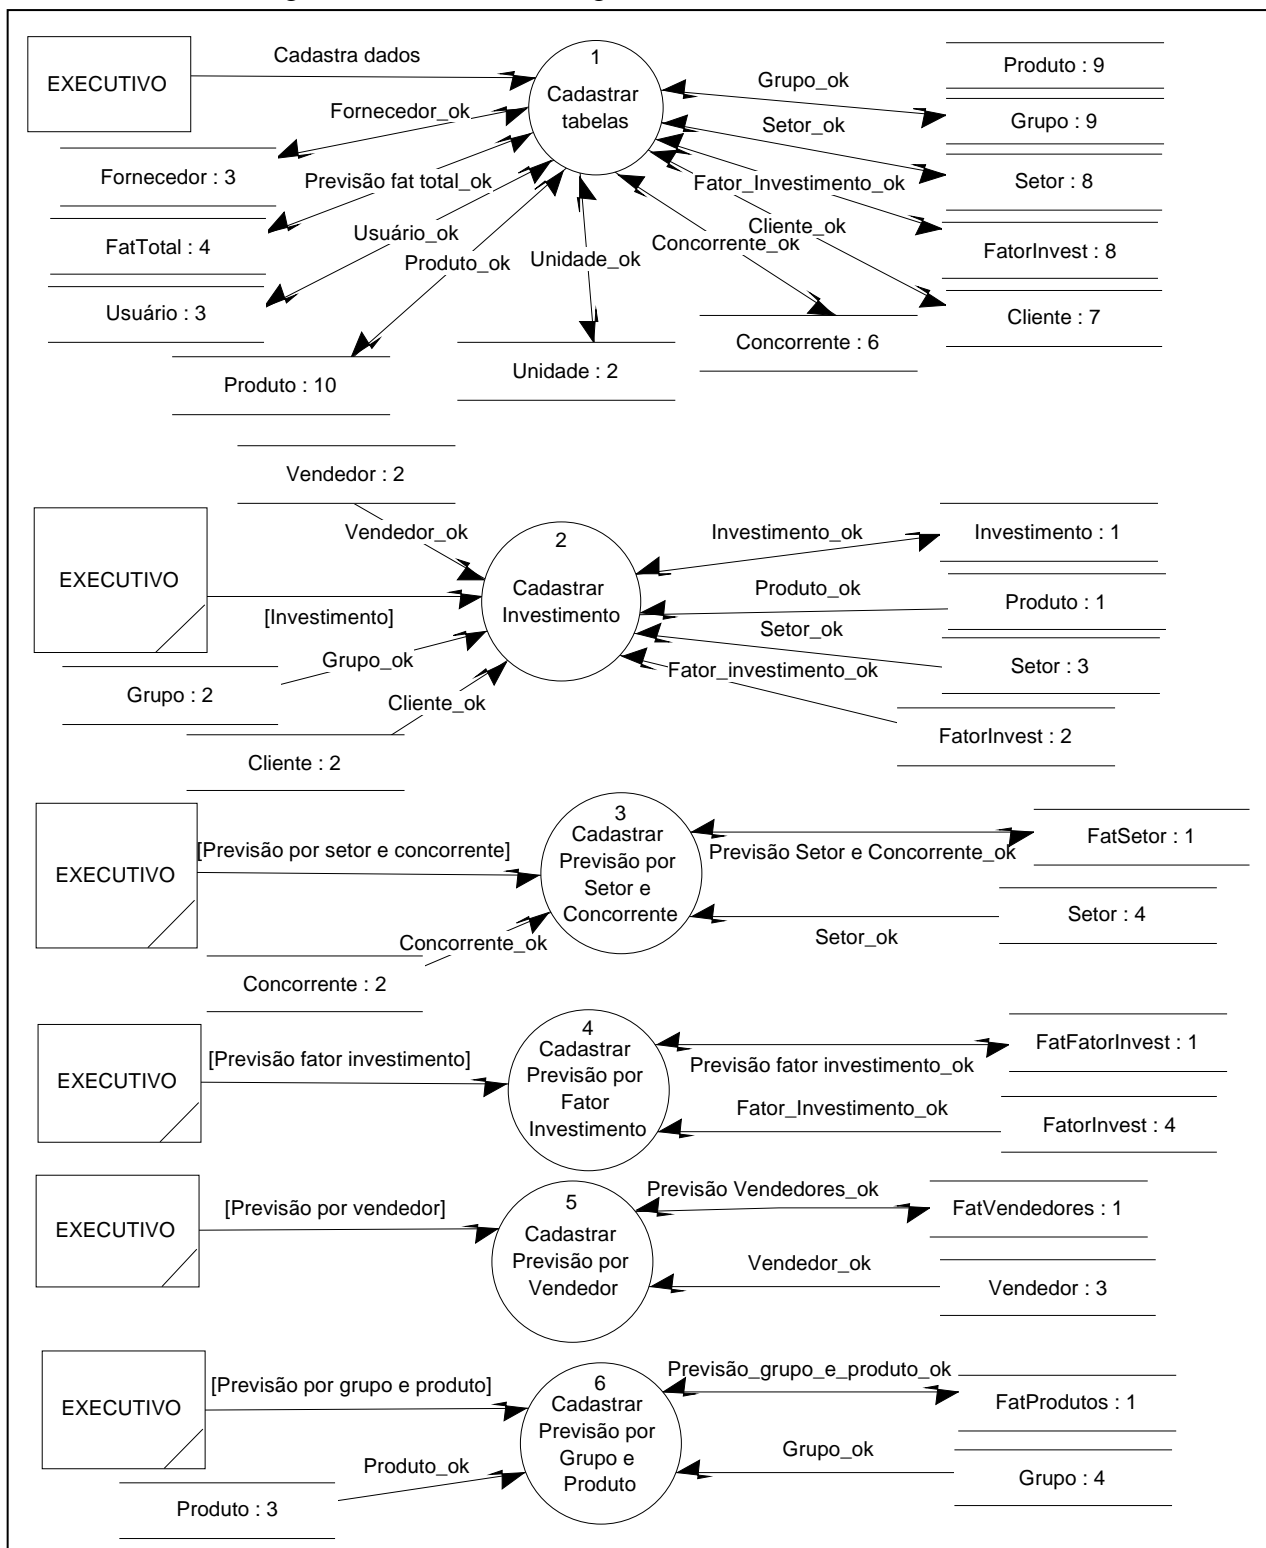 EXECUTIVO
Cadastra dados
1
Cadastrar
tabelas
Fornecedor_ok
Fornecedor : 3
Previsão fat total_ok
FatTotal : 4
Usuário_ok
Usuário : 3
Produto_ok
Produto : 10
Unidade_ok
Unidade : 2
Concorrente_ok
Concorrente : 6
Grupo_ok
Produto : 9
Grupo : 9
Setor_ok
Setor : 8
Fator_Investimento_ok
FatorInvest : 8
Cliente_ok
Cliente : 7
Vendedor : 2
Vendedor_ok
EXECUTIVO
[Investimento]
2
Cadastrar
Investimento
Grupo_ok
Grupo : 2
Cliente_ok
Cliente : 2
Investimento_ok
Investimento : 1
Produto_ok
Produto : 1
Setor_ok
Setor : 3
Fator_investimento_ok
FatorInvest : 2
EXECUTIVO
[Previsão por setor e concorrente]
3
Cadastrar
Previsão por
Setor e
Concorrente
Concorrente_ok
Concorrente : 2
Previsão Setor e Concorrente_ok
FatSetor : 1
Setor_ok
Setor : 4
EXECUTIVO
[Previsão fator investimento]
4
Cadastrar
Previsão por
Fator
Investimento
Previsão fator investimento_ok
FatFatorInvest : 1
Fator_Investimento_ok
FatorInvest : 4
EXECUTIVO
[Previsão por vendedor]
5
Cadastrar
Previsão por
Vendedor
Previsão Vendedores_ok
FatVendedores : 1
Vendedor_ok
Vendedor : 3
EXECUTIVO
[Previsão por grupo e produto]
6
Cadastrar
Previsão por
Grupo e
Produto
Produto_ok
Produto : 3
Previsão_grupo_e_produto_ok
FatProdutos : 1
Grupo_ok
Grupo : 4